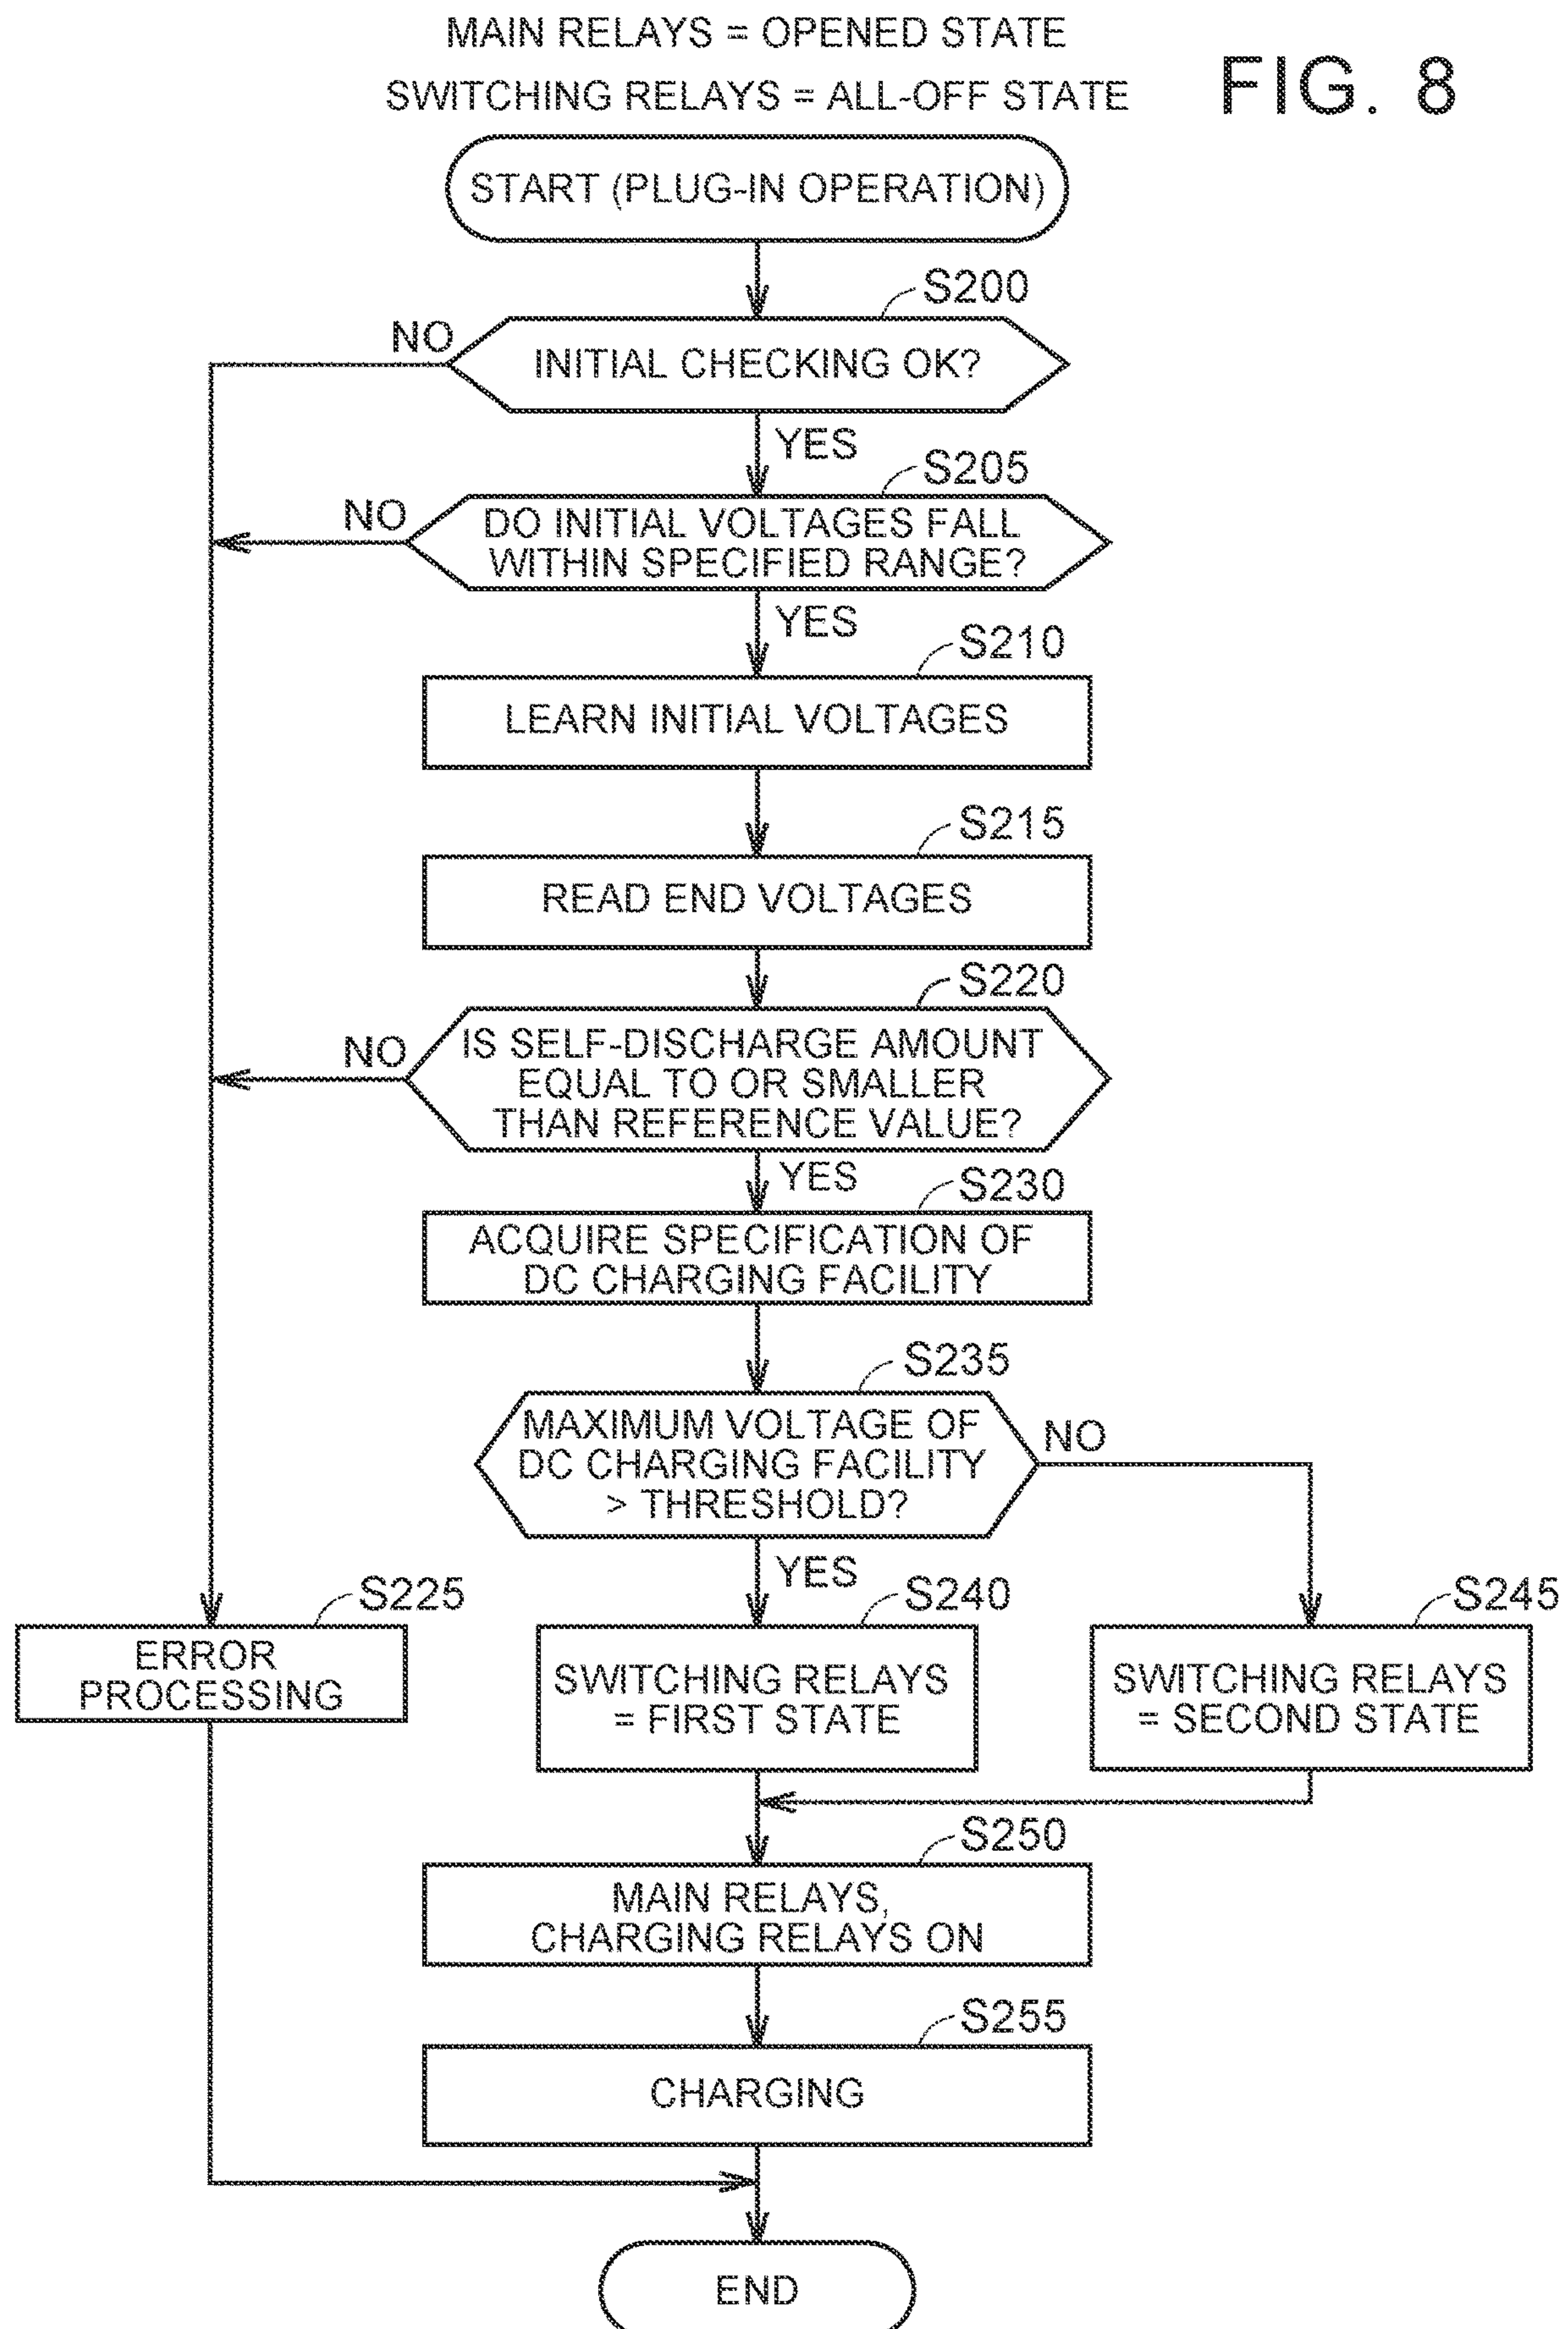 MAIN RELAYS = OPENED STATE
SWITCHING RELAYS = ALL-OFF STATE
FIG. 8
START (PLUG-IN OPERATION)
S200
NO
INITIAL CHECKING OK?
YES
S205
NO
DO INITIAL VOLTAGES FALL
WITHIN SPECIFIED RANGE?
YES
S210
LEARN INITIAL VOLTAGES
S215
READ END VOLTAGES
S220
NO
IS SELF-DISCHARGE AMOUNT
EQUAL TO OR SMALLER
THAN REFERENCE VALUE?
YES
S230
ACQUIRE SPECIFICATION OF
DC CHARGING FACILITY
S235
MAXIMUM VOLTAGE OF
DC CHARGING FACILITY
> THRESHOLD?
NO
YES
S225
ERROR
PROCESSING
S240
SWITCHING RELAYS
= FIRST STATE
S245
SWITCHING RELAYS
= SECOND STATE
S250
MAIN RELAYS,
CHARGING RELAYS ON
S255
CHARGING
END